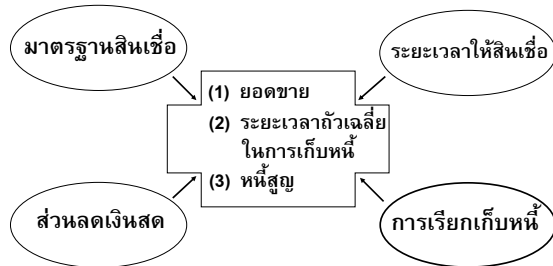 มาตรฐานสินเชื่อ
ระยะเวลาให้สินเชื่อ
(1) ยอดขาย
(2) ระยะเวลาถัวเฉลี่ย
ในการเก็บหนี้
(3) หนี้สูญ
ส่วนลดเงินสด
การเรียกเก็บหนี้